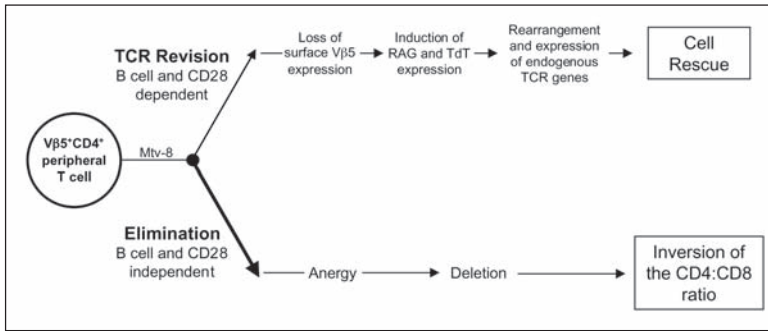 TCR Revision
B cell and CD28
dependent
Loss of
surface Vβ5
expression
Induction of
RAG and TdT
expression
Rearrangement
and expression
of endogenous
TCR genes
Cell
Rescue
Vβ5⁺CD4⁺
peripheral
T cell
Mtv-8
Elimination
B cell and CD28
independent
Anergy
Deletion
Inversion of
the CD4:CD8
ratio